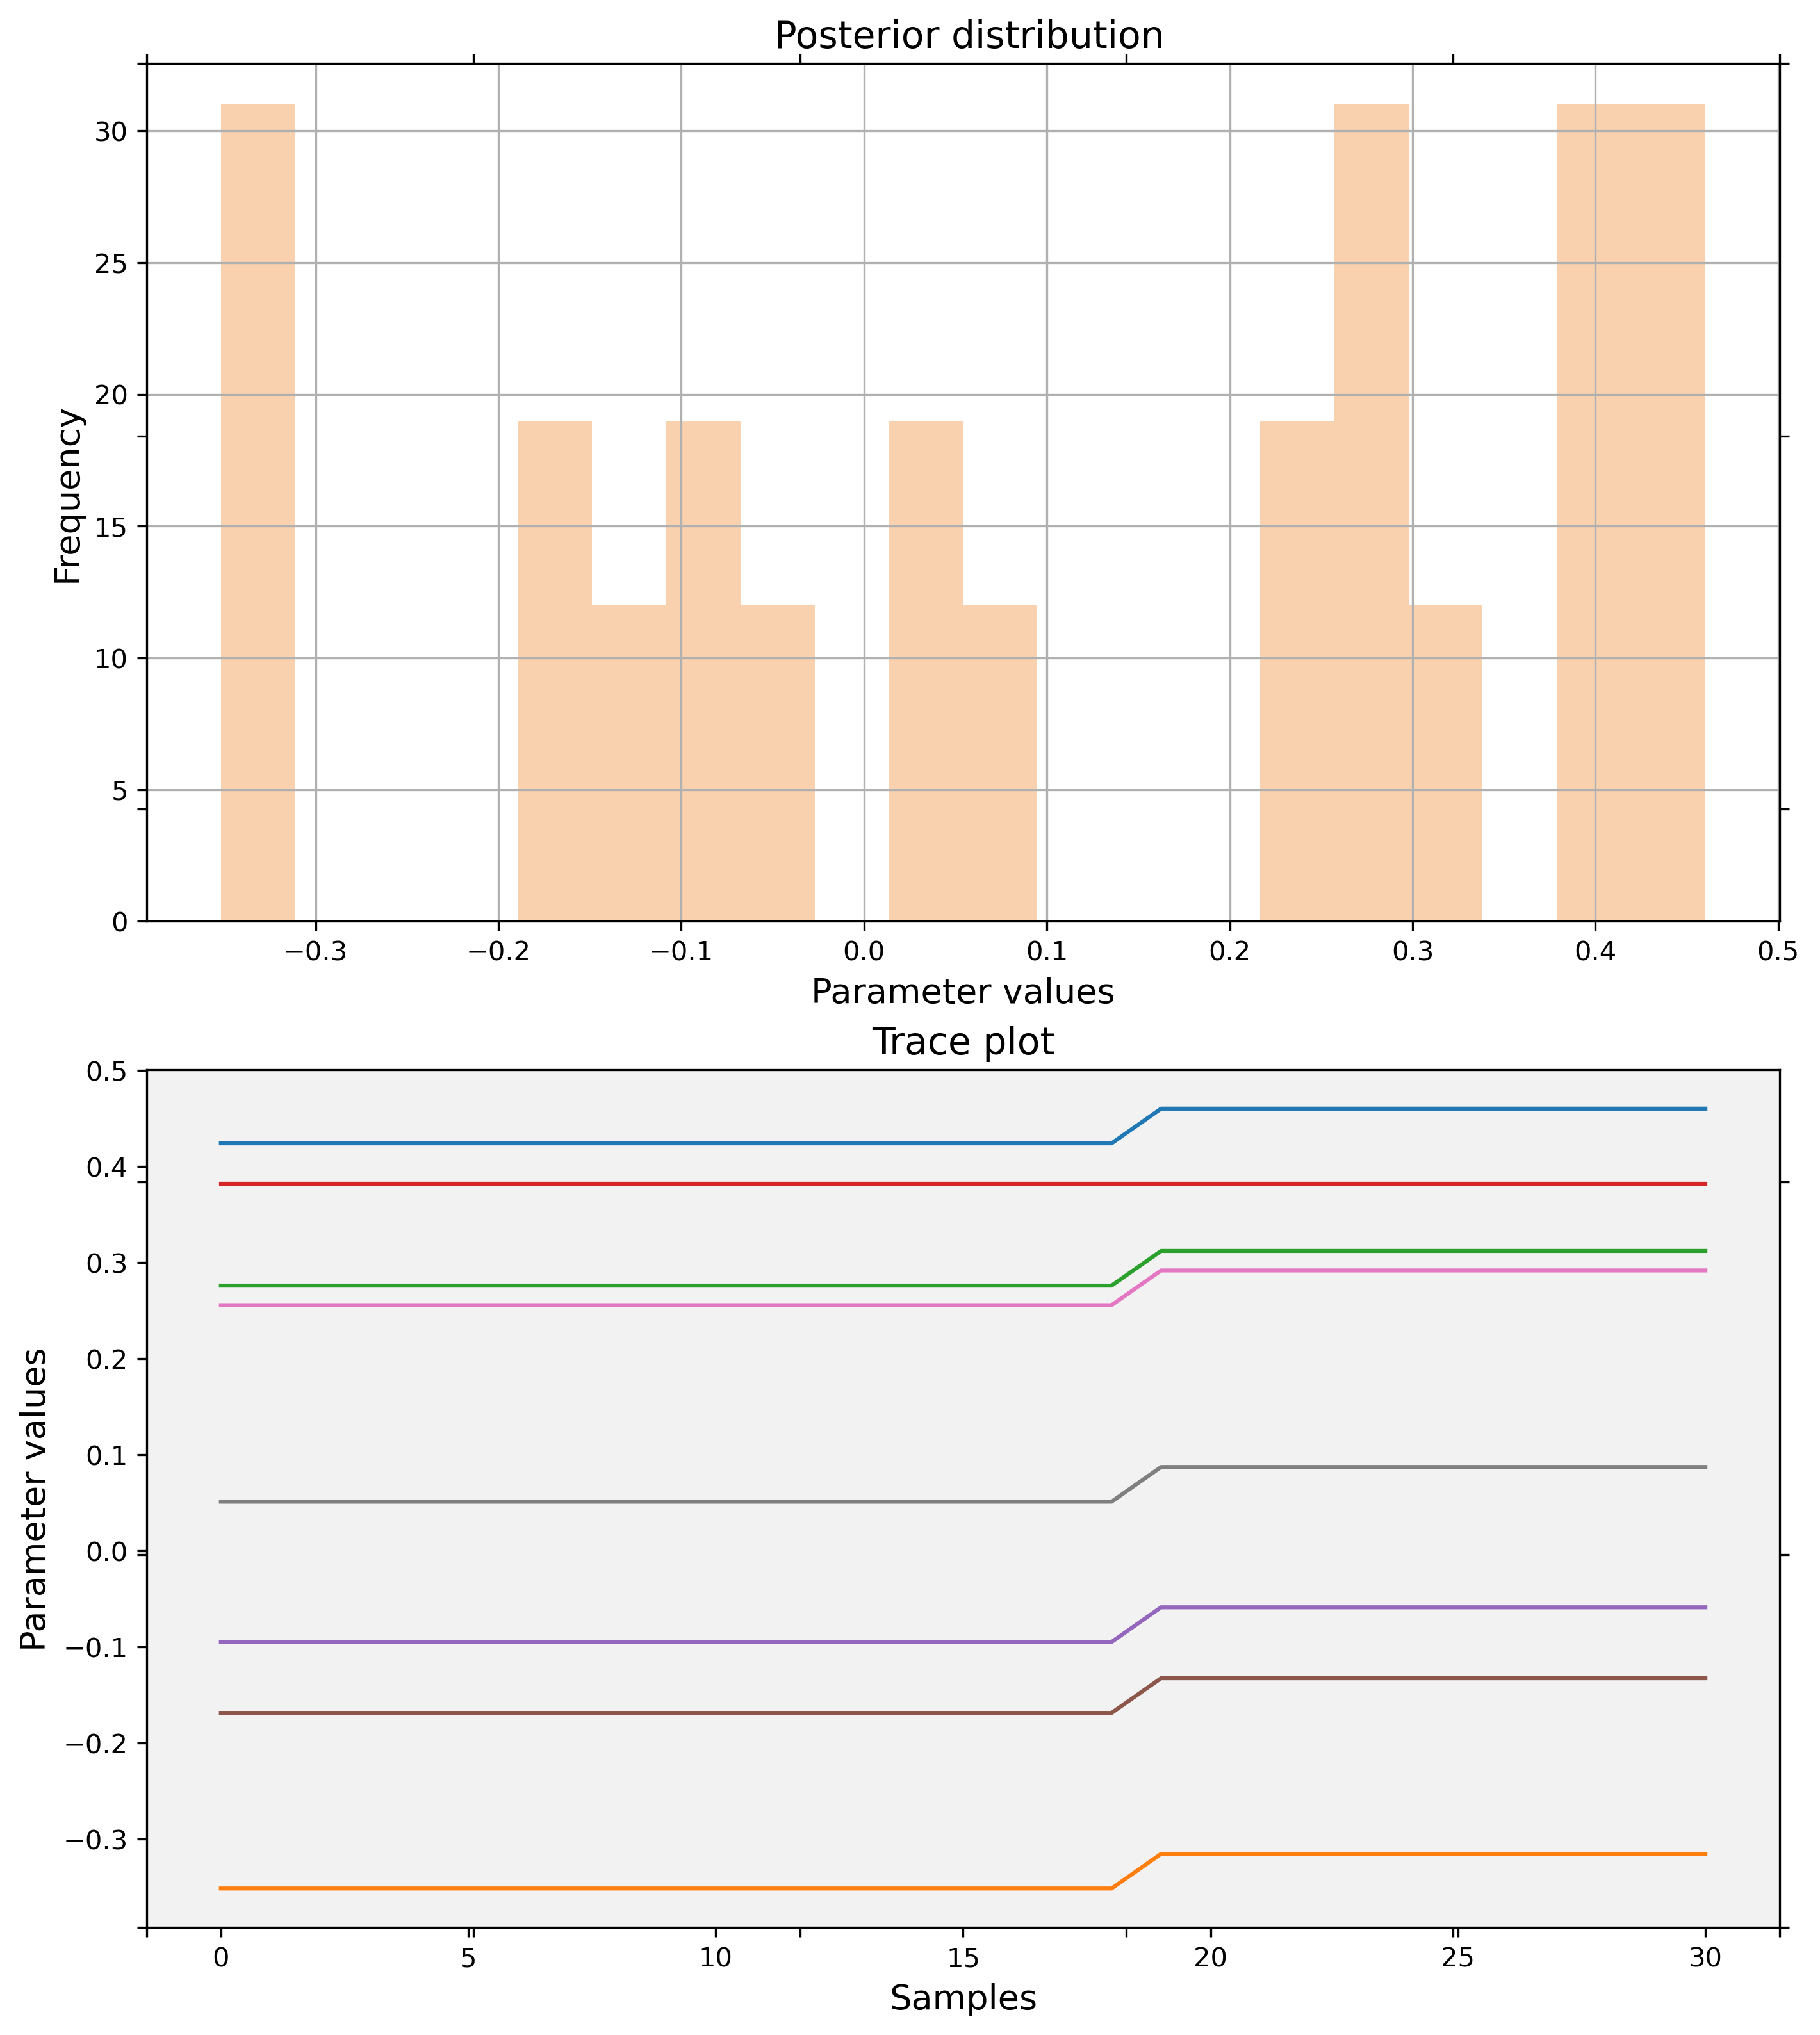 Posterior distribution
30
25
20
15
10
5
0
Frequency
−0.3 −0.2 −0.1 0.0 0.1 0.2 0.3 0.4 0.5
Parameter values
Trace plot
0.5
0.4
0.3
0.2
0.1
0.0
−0.1
−0.2
−0.3
Parameter values
0 5 10 15 20 25 30
Samples